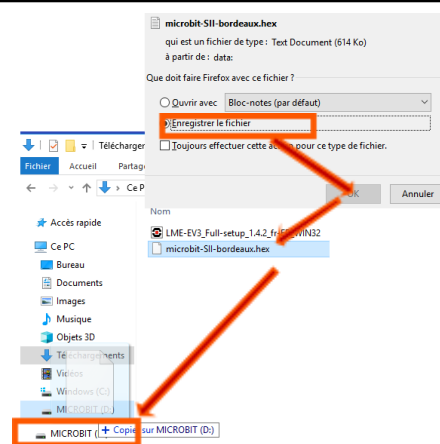 microbit-SII-bordeaux.hex
qui est un fichier de type : Text Document (614 Ko)
à partir de : data:
Que doit faire Firefox avec ce fichier ?
Ouvrir avec Bloc-notes (par défaut)
Enregistrer le fichier
Toujours effectuer cette action pour ce type de fichier.
OK Annuler
Télécharger
Fichier Accueil Partag
Ce P
Nom
Accès rapide
LME-EV3_Full-setup_1.4.2_fr-FR_WIN32
Ce PC
microbit-SII-bordeaux.hex
Bureau
Documents
Images
Musique
Objets 3D
Téléchargements
Vidéos
Windows (C:)
MICROBIT (D:)
MICROBIT (
+ Copier sur MICROBIT (D:)